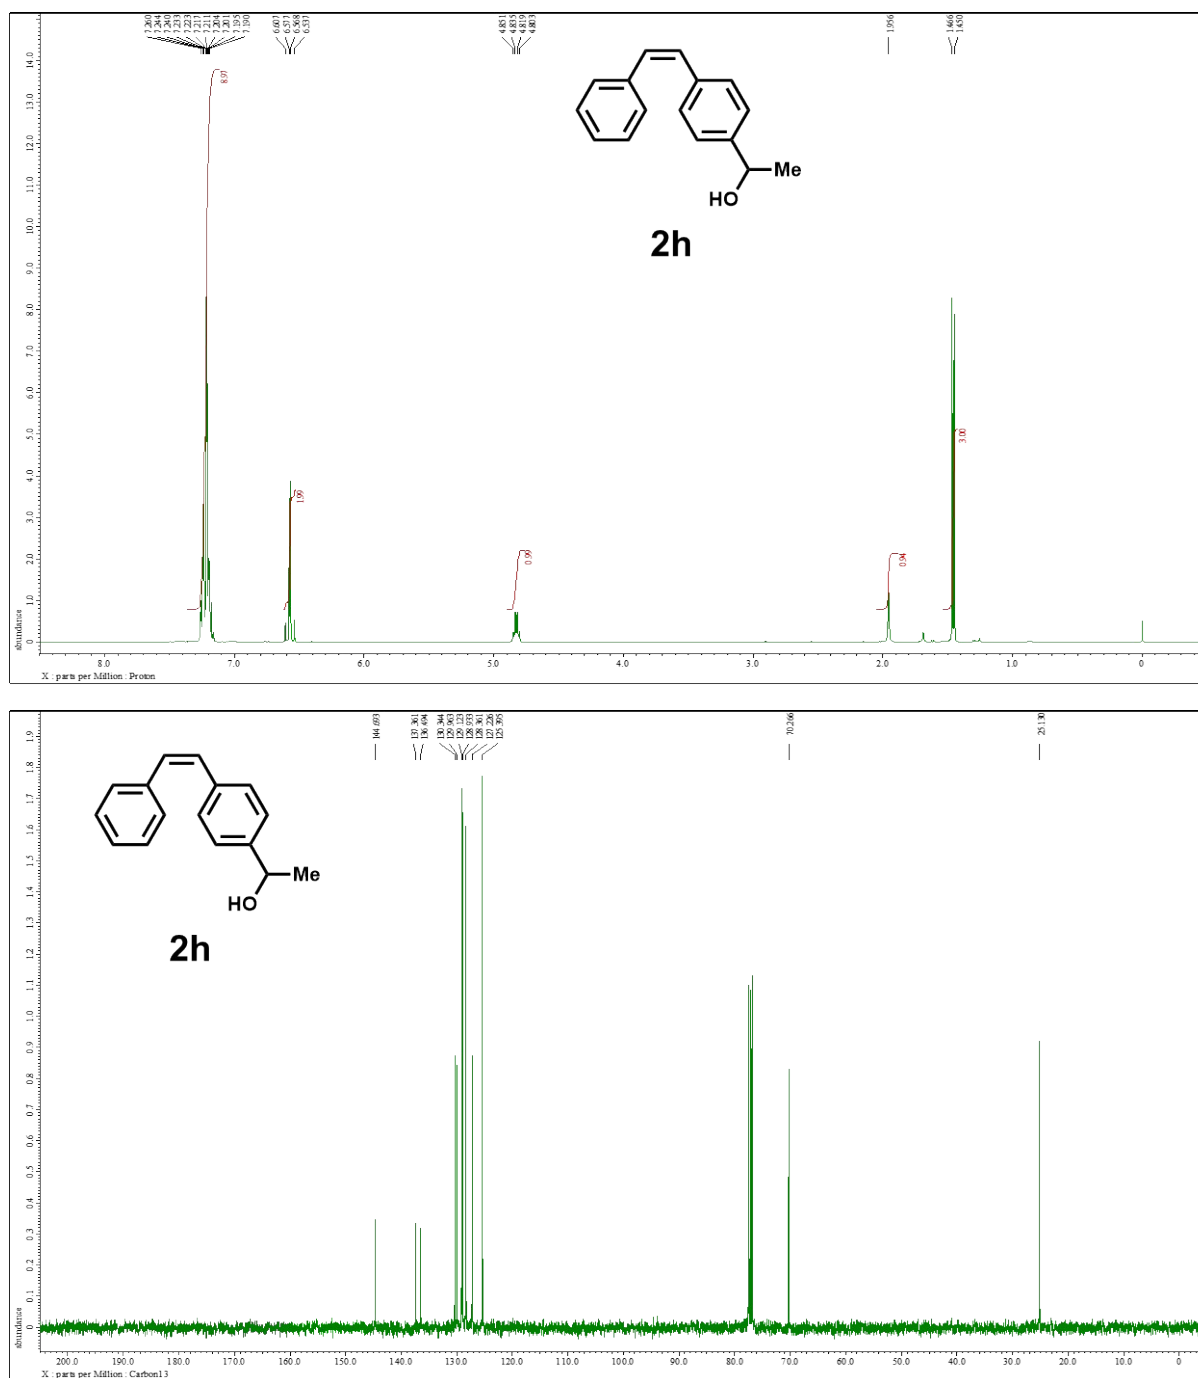 7.260 7.244 7.240 7.233 7.223 7.217 7.211 7.204 7.201 7.195 7.190 6.607 6.577 6.568 6.537 4.851 4.835 4.819 4.803 1.956 1.466 1.450
14.0
13.0
12.0
11.0
10.0
9.0
8.0
7.0
6.0
5.0
4.0
3.0
2.0
1.0
0
abundance
8.97
1.99
0.99
0.94
3.00
Me
HO
2h
8.0 7.0 6.0 5.0 4.0 3.0 2.0 1.0 0
X : parts per Million : Proton
144.693 137.361 136.494 130.344 129.963 129.123 128.933 128.361 127.226 125.395 70.266 25.130
1.9
1.8
1.7
1.6
1.5
1.4
1.3
1.2
1.1
1.0
0.9
0.8
0.7
0.6
0.5
0.4
0.3
0.2
0.1
0
abundance
Me
HO
2h
200.0 190.0 180.0 170.0 160.0 150.0 140.0 130.0 120.0 110.0 100.0 90.0 80.0 70.0 60.0 50.0 40.0 30.0 20.0 10.0 0
X : parts per Million : Carbon13